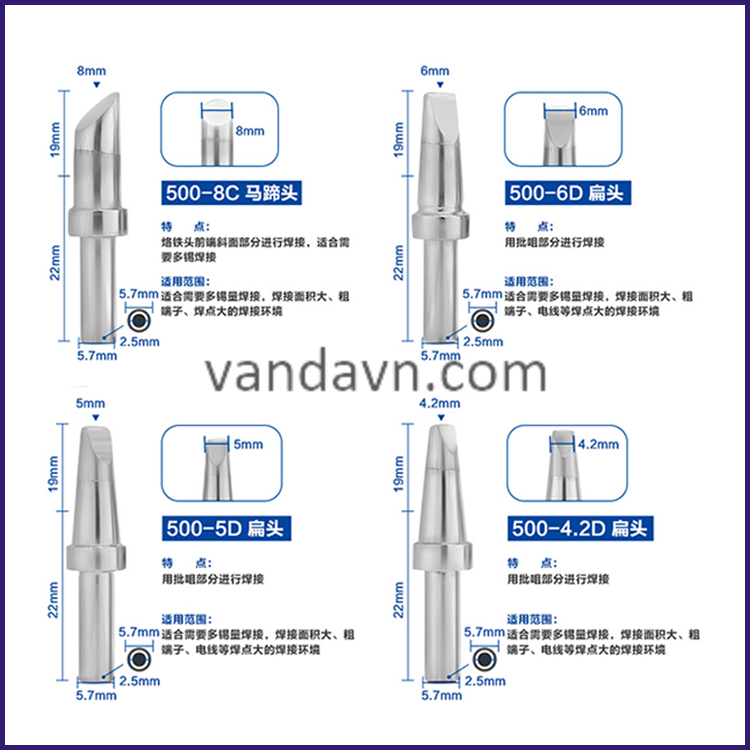 8mm
19mm
22mm
8mm
500-8C 马蹄头
特 点：
烙铁头前端斜面部分进行焊接，适合需
要多锡焊接
适用范围：
适合需要多锡量焊接，焊接面积大、粗
端子、焊点大的焊接环境
5.7mm
2.5mm
5.7mm
6mm
19mm
22mm
6mm
500-6D 扁头
特 点：
用批咀部分进行焊接
适用范围：
适合需要多锡量焊接，焊接面积大、粗
端子、电线等焊点大的焊接环境
5.7mm
2.5mm
5.7mm
vandavn.com
5mm
19mm
22mm
5mm
500-5D 扁头
特 点：
用批咀部分进行焊接
适用范围：
适合需要多锡量焊接，焊接面积大、粗
端子、电线等焊点大的焊接环境
5.7mm
2.5mm
5.7mm
4.2mm
19mm
22mm
4.2mm
500-4.2D 扁头
特 点：
用批咀部分进行焊接
适用范围：
适合需要多锡量焊接，焊接面积大、粗
端子、电线等焊点大的焊接环境
5.7mm
2.5mm
5.7mm